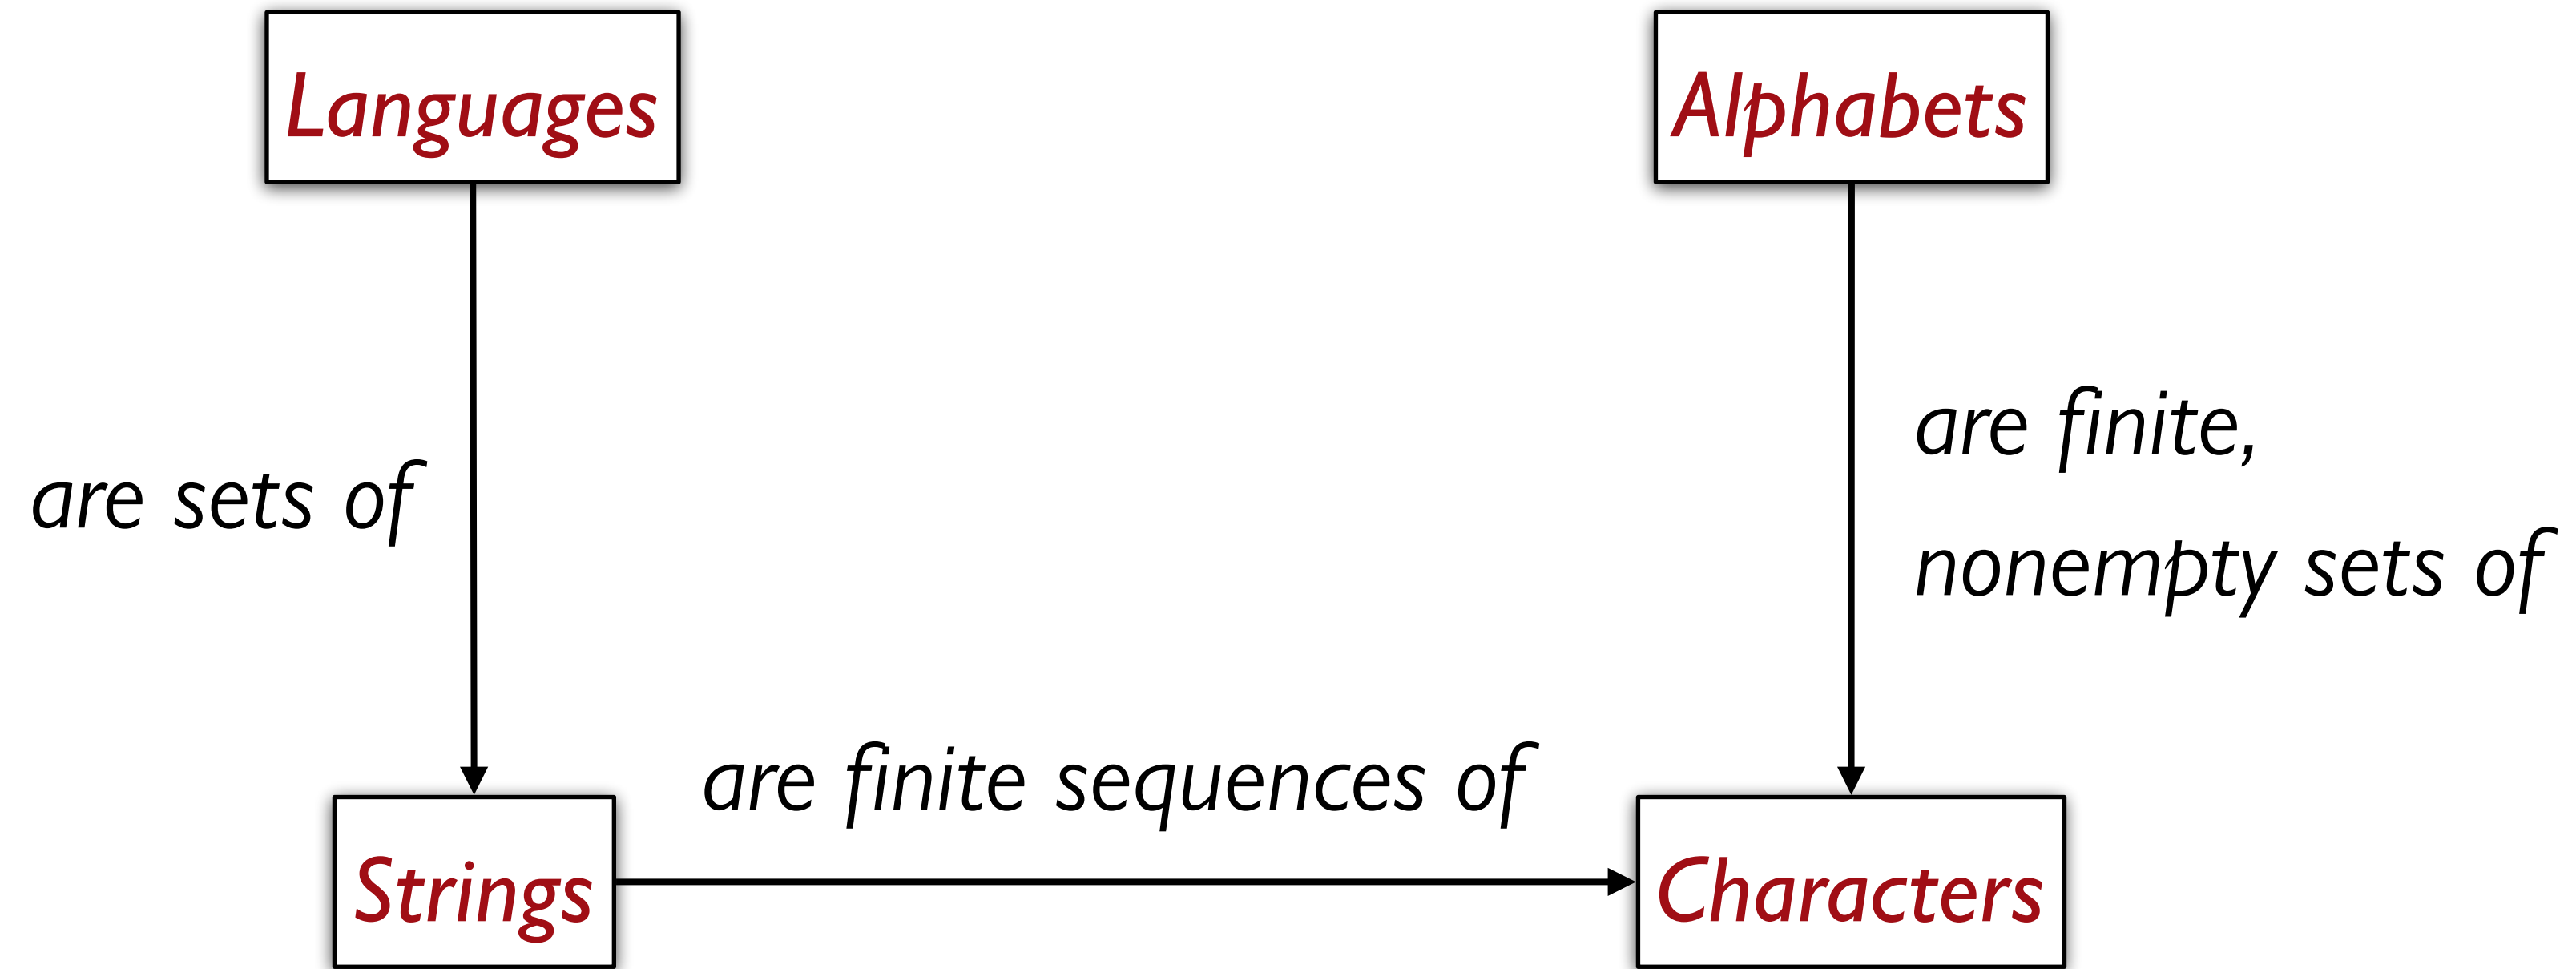 Languages
Alphabets
are sets of
are finite,
nonempty sets of
are finite sequences of
Strings
Characters